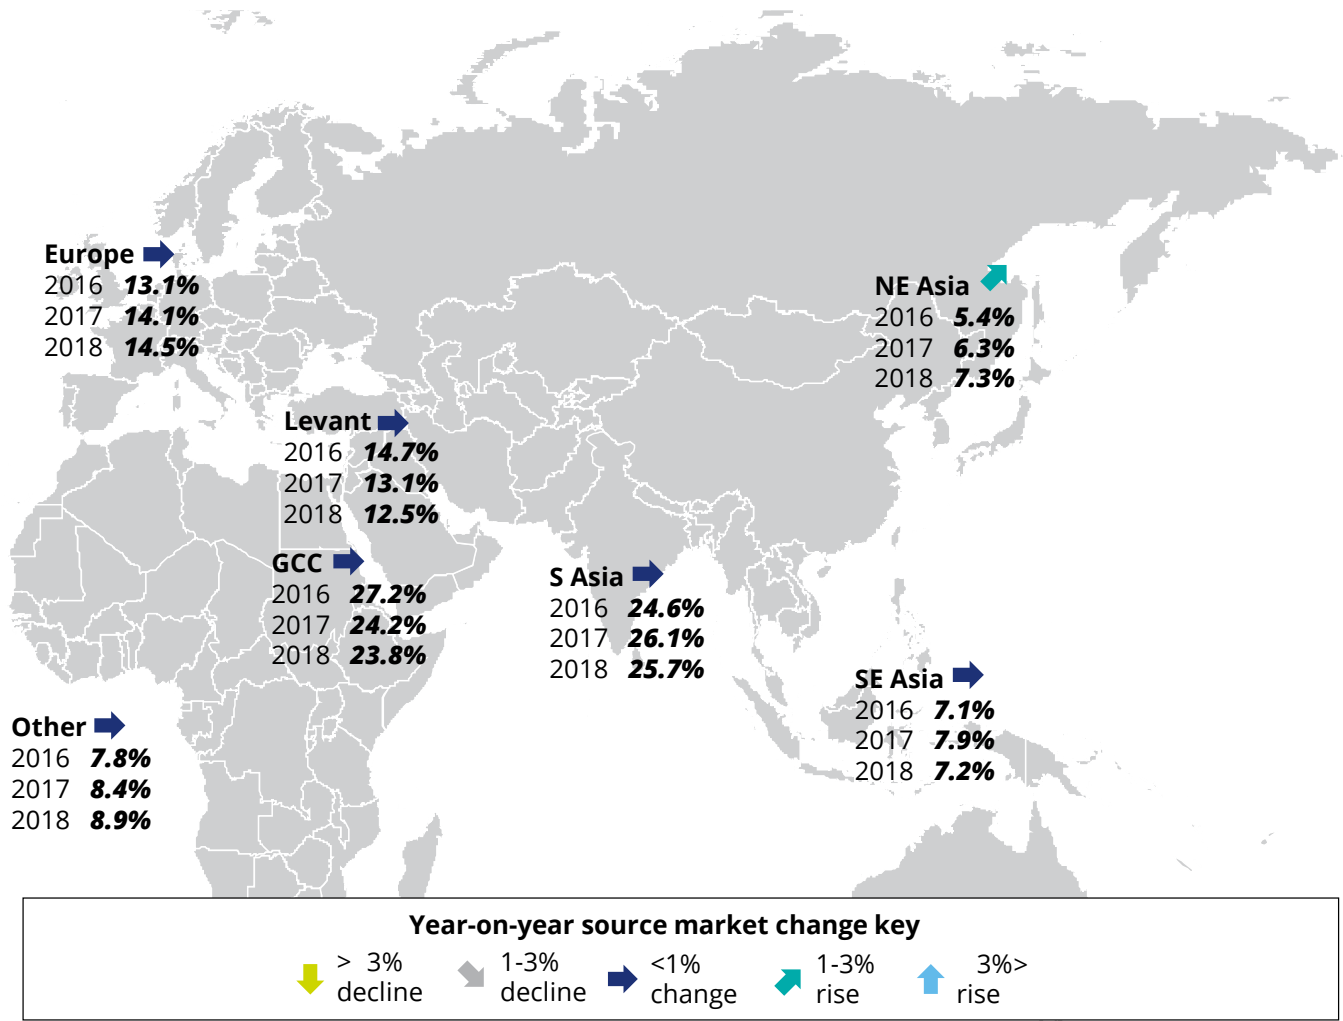 Europe
2016 13.1%
2017 14.1%
2018 14.5%
NE Asia
2016 5.4%
2017 6.3%
2018 7.3%
Levant
2016 14.7%
2017 13.1%
2018 12.5%
GCC
2016 27.2%
2017 24.2%
2018 23.8%
S Asia
2016 24.6%
2017 26.1%
2018 25.7%
SE Asia
2016 7.1%
2017 7.9%
2018 7.2%
Other
2016 7.8%
2017 8.4%
2018 8.9%
Year-on-year source market change key
> 3%
decline
1-3%
decline
<1%
change
1-3%
rise
3%>
rise